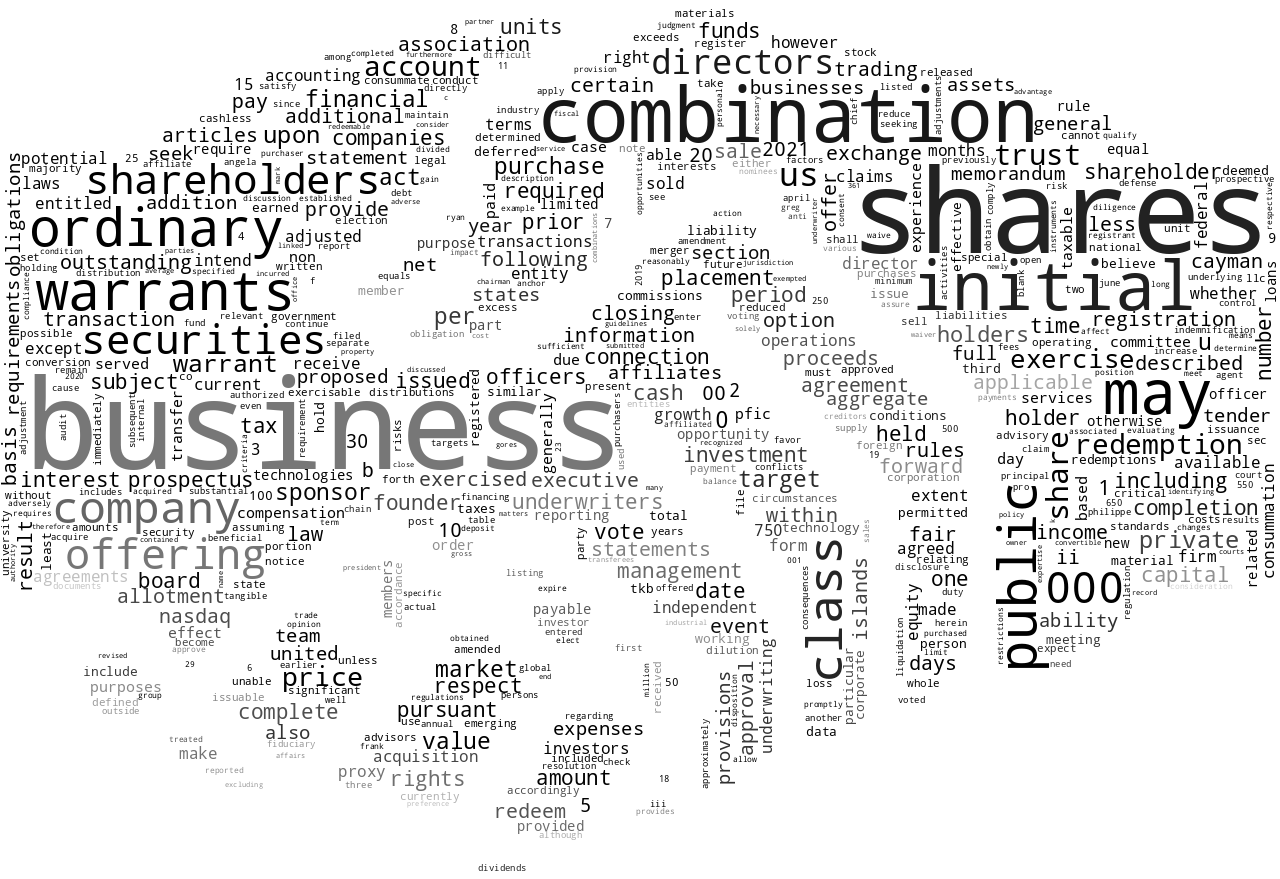 materials
partner
8
units
judgment
exceeds
funds
register
however
association
among
completed
furthermore
difficult
right
directors
stock
accounting
account
11
provision
trading
released
15
satisfy
consummate
conduct
directly
certain
take
businesses
listed
assets
advantage
pay
since
financial
c
industry
apply
combination
personal
necessary
chief
reduce
seeking
adjustments
rule
cashless
additional
maintain
terms
fiscal
general
articles
upon
redeemable
consider
determined
cannot
qualify
seek
require
companies
deferred
service
case
note
able
20
sale
2021
exchange
months
trust
equal
potential
25
affiliate
angela
purchaser
statement
divided
legal
purchase
interests
either
nominees
factors
claims
previously
memorandum
shareholder
deemed
majority
laws
shareholders
mark
act
gain
description
opportunities
sold
us
offer
consent
361
experience
risk
defense
prospective
entitled
addition
discussion
established
earned
provide
debt
adverse
paid
required
example
limited
see
april
greg
anti
shares
effective
obtain
comply
instruments
less
diligence
registrant
federal
respective
ordinary
4
adjusted
election
linked
report
ryan
year
prior
7
action
underwriter
shall
waive
various
taxable
national
unit
9
condition
parties
non
purpose
impact
transactions
combinations
liability
amendment
merger
section
director
special
newly
open
believe
cayman
set
holding
outstanding
intend
distribution
average
specified
written
net
following
2019
reasonably
future
jurisdiction
exempted
purchases
minimum
activities
initial
blank
two
june
long
underlying
llc
whether
control
loans
obligations
compliance
warrants
incurred
office
f
equals
member
chairman
anchor
entity
states
excess
placement
commissions
period
250
issue
assure
number
transaction
fund
relevant
government
continue
per
part
closing
enter
guidelines
voting
solely
reduced
option
sell
liabilities
indemnification
registration
possible
except
securities
filed
separate
property
obligation
cost
information
sufficient
submitted
operations
waiver
holders
time
affect
operating
fees
committee
u
means
determine
requirements
conversion
served
warrant
receive
discussed
due
connection
proceeds
must
approved
full
third
exercise
increase
described
basis
remain
2020
cause
subject
co
current
authorized
exercisable
distributions
proposed
issued
registered
officers
similar
present
affiliates
cash
entities
00
2
agreement
aggregate
applicable
payments
position
services
meet
agent
may
officer
adjustment
business
audit
immediately
subsequent
internal
transfer
even
tax
3
criteria
requirement
hold
30
risks
targets
gores
generally
23
used
purchasers
growth
affiliated
0
pfic
opportunity
recognized
favor
creditors
supply
conditions
held
500
holder
otherwise
tender
issuance
advisory
associated
evaluating
claim
redemption
sec
interest
prospectus
technologies
b
close
forth
exercised
executive
many
investment
payment
balance
conflicts
target
foreign
19
rules
forward
corporation
day
principal
pro
redemptions
including
available
court
550
without
adversely
requires
includes
acquired
substantial
100
sponsor
chain
founder
financing
taxes
matters
underwriters
file
circumstances
within
extent
permitted
public
share
based
1
critical
identifying
completion
650
philippe
consummation
company
security
contained
beneficial
compensation
assuming
term
post
table
deposit
10
reporting
total
years
750
technology
sales
policy
owner
k
income
convertible
standards
changes
costs
results
new
result
university
authority
therefore
acquire
least
amounts
offering
law
portion
notice
order
gross
party
vote
statements
transferees
form
001
fair
agreed
relating
disclosure
expertise
ii
material
private
firm
courts
related
agreements
documents
board
name
state
tangible
president
members
accordance
listing
management
tkb
offered
date
consequences
class
one
duty
000
regulation
record
capital
consideration
allotment
nasdaq
specific
actual
expire
payable
investor
entered
elect
independent
industrial
event
working
dilution
islands
equity
made
herein
purchased
person
limit
restrictions
ability
meeting
expect
need
effect
become
approve
trade
opinion
team
obtained
amended
first
particular
corporate
liquidation
days
revised
include
29
6
earlier
united
unless
market
global
end
million
received
50
provisions
disposition
approval
underwriting
loss
whole
purposes
group
defined
outside
unable
issuable
price
significant
well
respect
regulations
persons
promptly
another
data
voted
complete
pursuant
use
annual
emerging
regarding
expenses
approximately
allow
treated
make
also
fiduciary
affairs
advisors
frank
value
acquisition
investors
included
check
resolution
reported
excluding
proxy
three
rights
amount
18
currently
preference
accordingly
redeem
5
iii
provides
provided
although
dividends